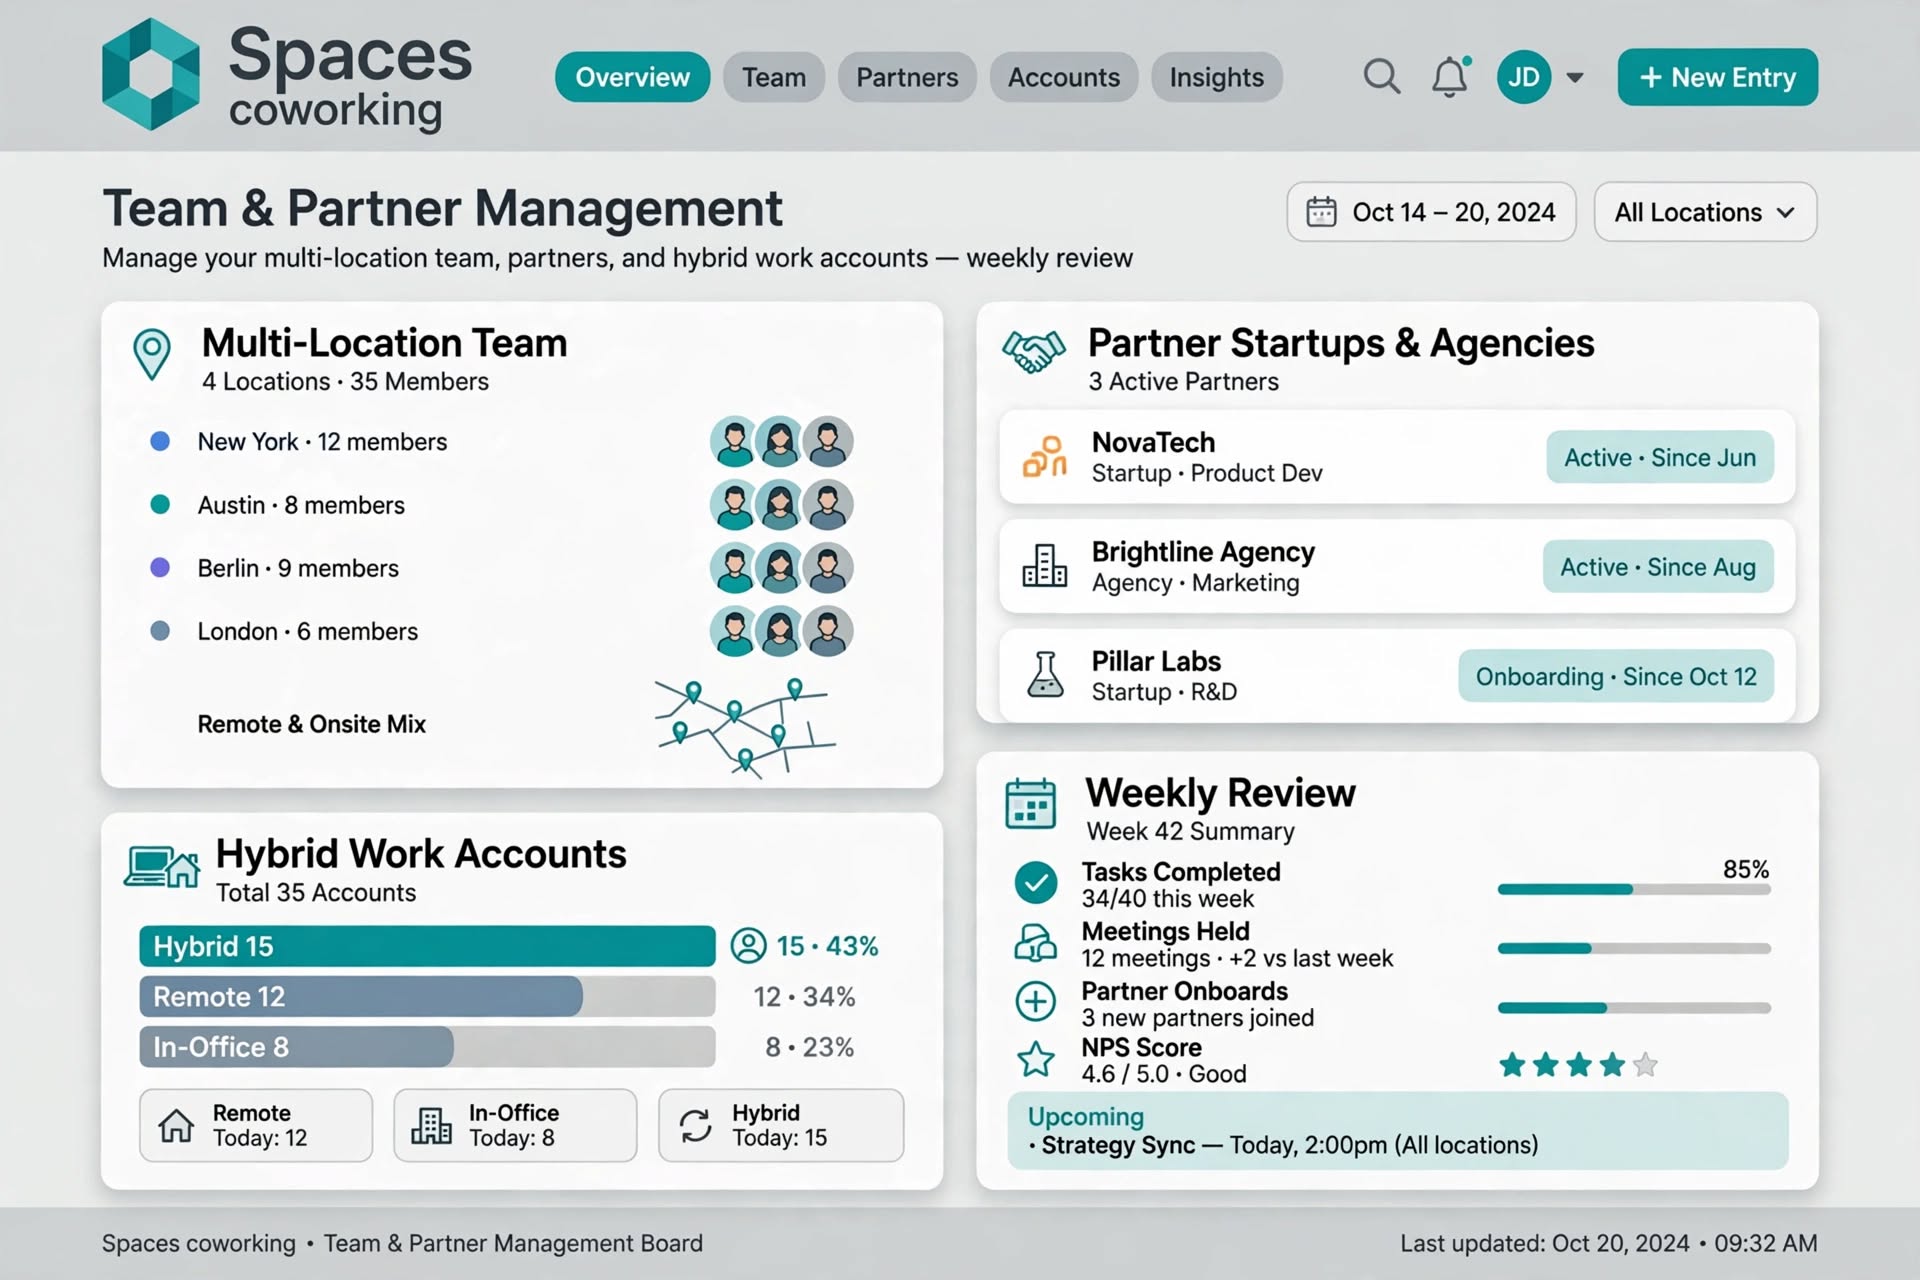 Spaces
coworking
Overview
Team
Partners
Accounts
Insights
JD
+ New Entry
Team & Partner Management
Manage your multi-location team, partners, and hybrid work accounts — weekly review
Oct 14 – 20, 2024
All Locations
Multi-Location Team
4 Locations · 35 Members
New York · 12 members
Austin · 8 members
Berlin · 9 members
London · 6 members
Remote & Onsite Mix
Partner Startups & Agencies
3 Active Partners
NovaTech
Startup · Product Dev
Active · Since Jun
Brightline Agency
Agency · Marketing
Active · Since Aug
Pillar Labs
Startup · R&D
Onboarding · Since Oct 12
Hybrid Work Accounts
Total 35 Accounts
Hybrid 15
15 · 43%
Remote 12
12 · 34%
In-Office 8
8 · 23%
Remote
Today: 12
In-Office
Today: 8
Hybrid
Today: 15
Weekly Review
Week 42 Summary
Tasks Completed
34/40 this week
85%
Meetings Held
12 meetings · +2 vs last week
Partner Onboards
3 new partners joined
NPS Score
4.6 / 5.0 · Good
Upcoming
· Strategy Sync — Today, 2:00pm (All locations)
Spaces coworking • Team & Partner Management Board
Last updated: Oct 20, 2024 • 09:32 AM